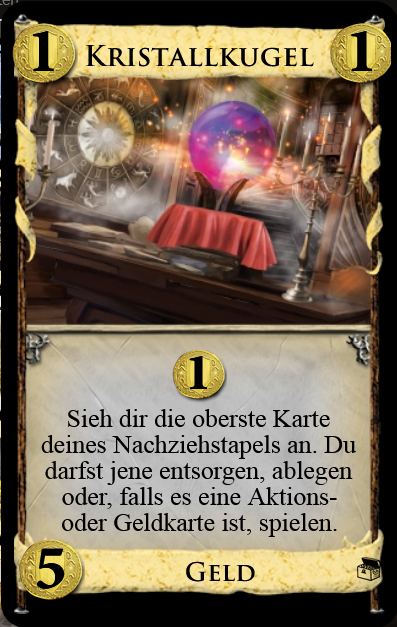 1 KRISTALLKUGEL 1
1
Sieh dir die oberste Karte
deines Nachziehstapels an. Du
darfst jene entsorgen, ablegen
oder, falls es eine Aktions-
oder Geldkarte ist, spielen.
5 GELD